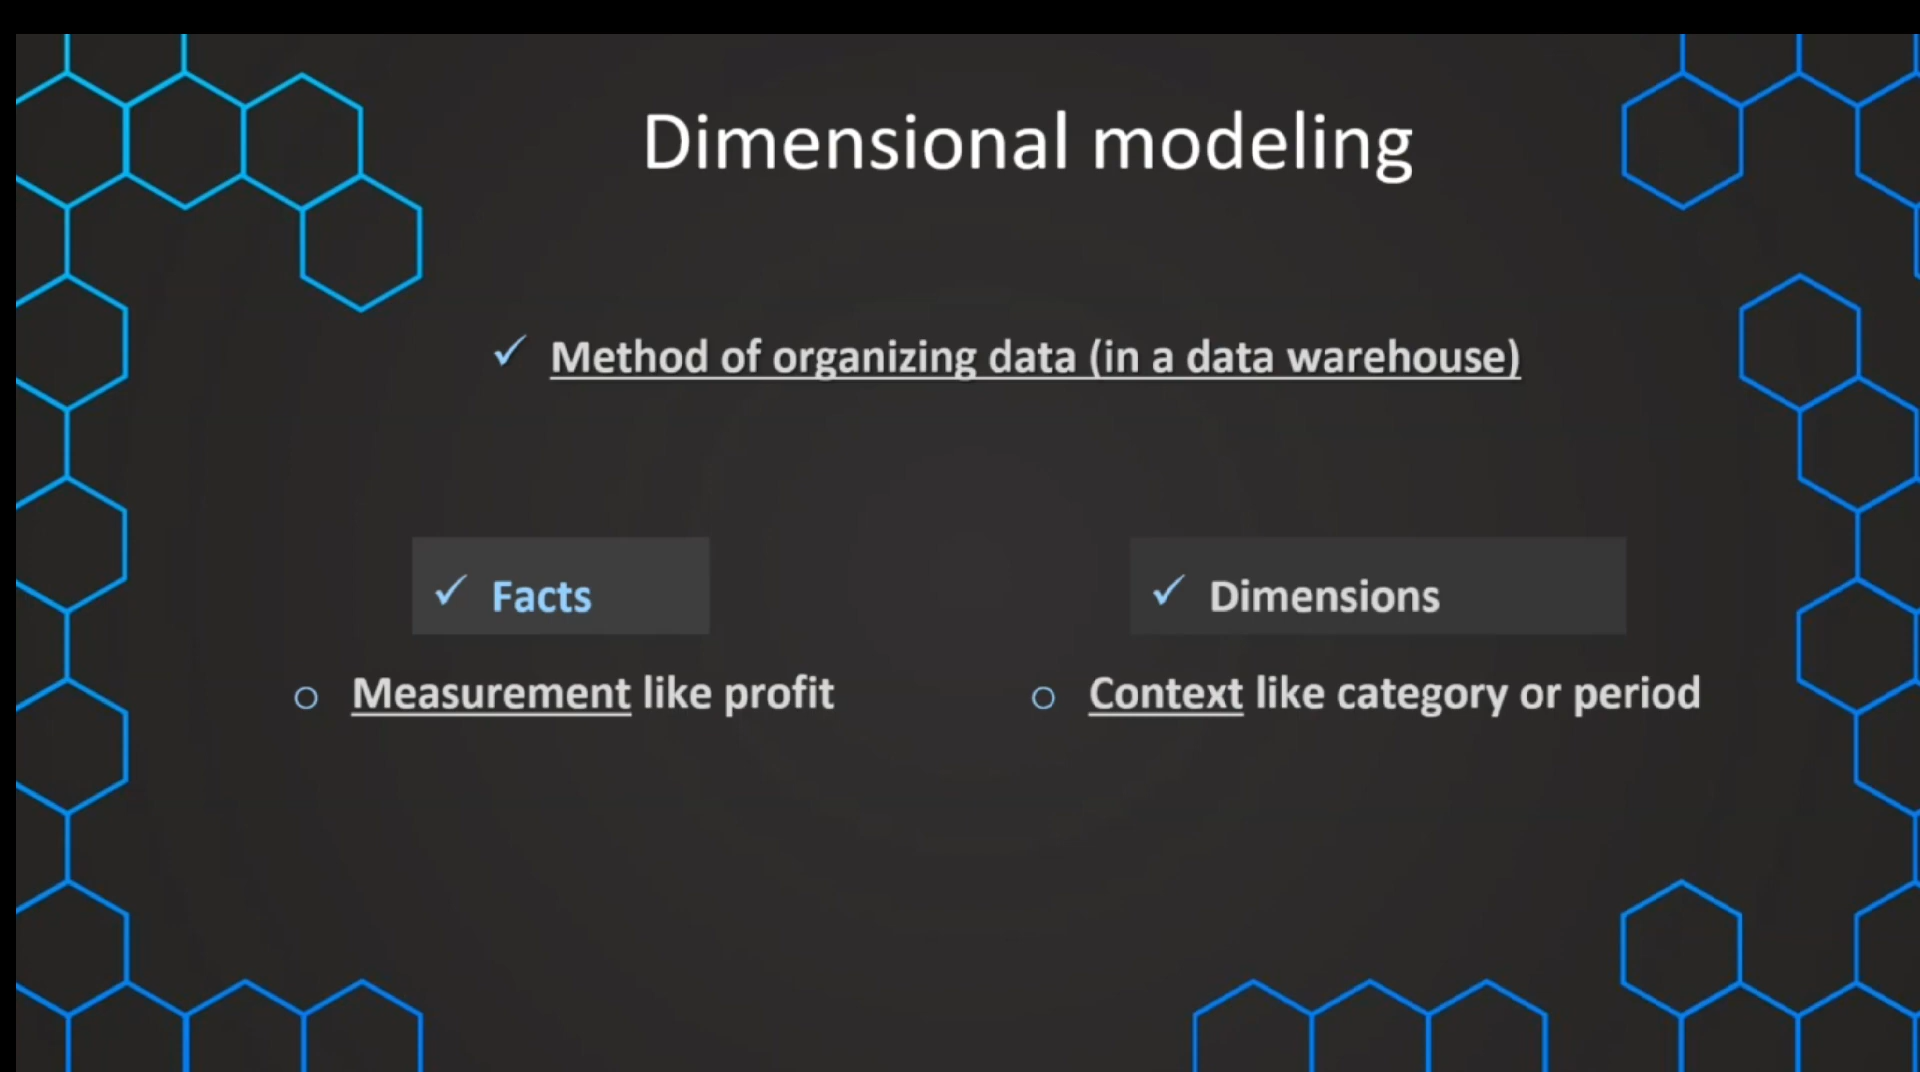 Dimensional modeling
✓ Method of organizing data (in a data warehouse)
✓ Facts
○ Measurement like profit
✓ Dimensions
○ Context like category or period